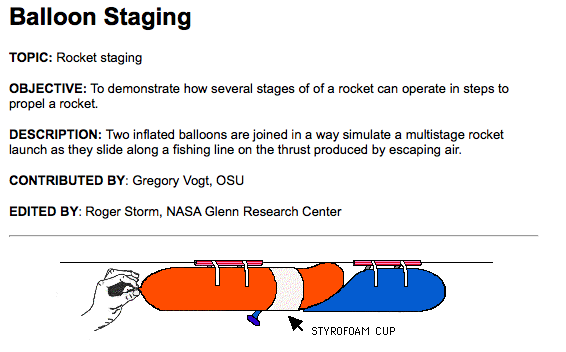 Balloon Staging
TOPIC: Rocket staging
OBJECTIVE: To demonstrate how several stages of of a rocket can operate in steps to
propel a rocket.
DESCRIPTION: Two inflated balloons are joined in a way simulate a multistage rocket
launch as they slide along a fishing line on the thrust produced by escaping air.
CONTRIBUTED BY: Gregory Vogt, OSU
EDITED BY: Roger Storm, NASA Glenn Research Center
STYROFOAM CUP